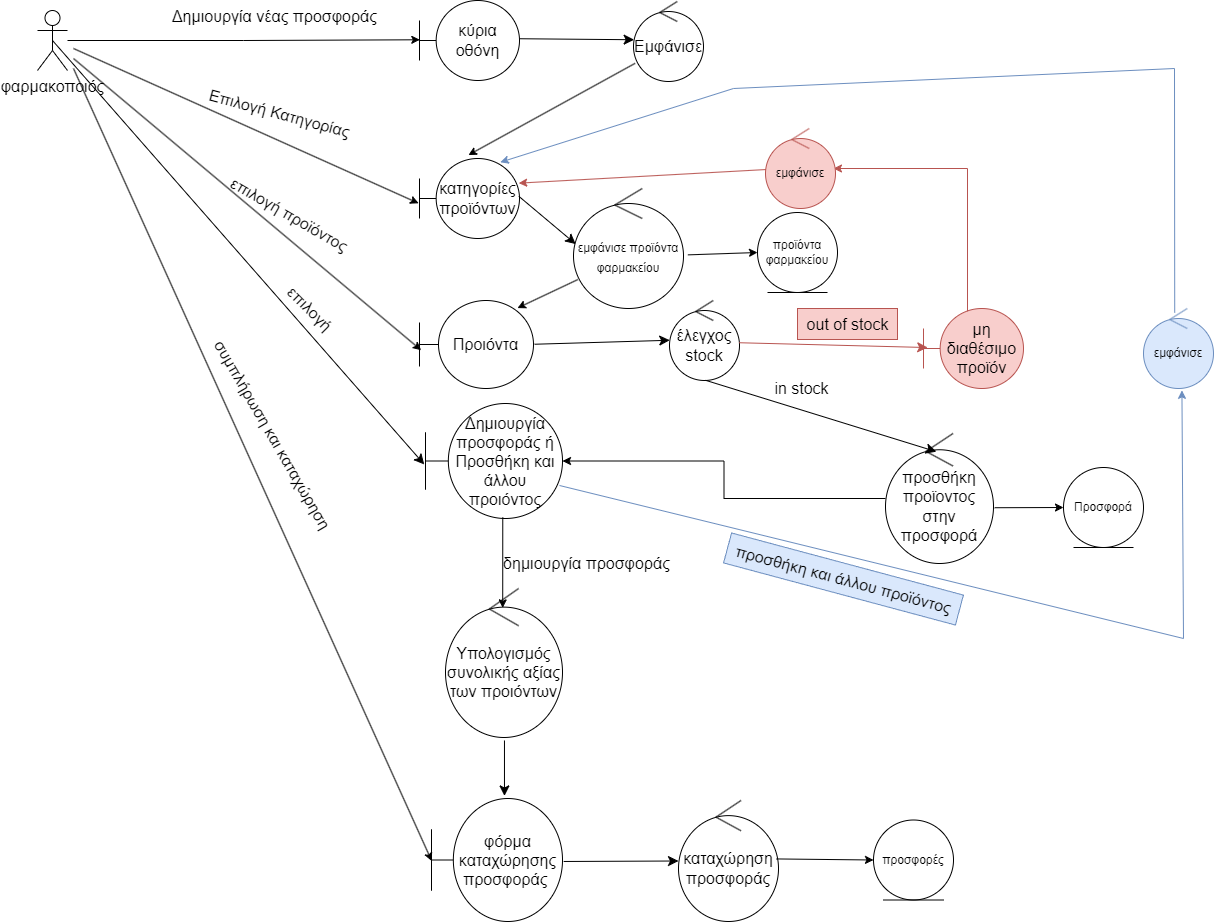 Δημιουργία νέας προσφοράς
κύρια
οθόνη
Εμφάνισε
φαρμακοποιός
Επιλογή Κατηγορίας
κατηγορίες
προϊόντων
εμφάνισε
επιλογή προϊόντος
εμφάνισε προϊόντα
φαρμακείου
προϊόντα
φαρμακείου
επιλογή
Προιόντα
έλεγχος
stock
out of stock
μη
διαθέσιμο
προϊόν
εμφάνισε
in stock
συμπλήρωση και καταχώρηση
Δημιουργία
προσφοράς ή
Προσθήκη και
άλλου
προιόντος
προσθήκη
προϊοντος
στην
προσφορά
Προσφορά
δημιουργία προσφοράς
προσθήκη και άλλου προϊόντος
Υπολογισμός
συνολικής αξίας
των προιόντων
φόρμα
καταχώρησης
προσφοράς
καταχώρηση
προσφοράς
προσφορές